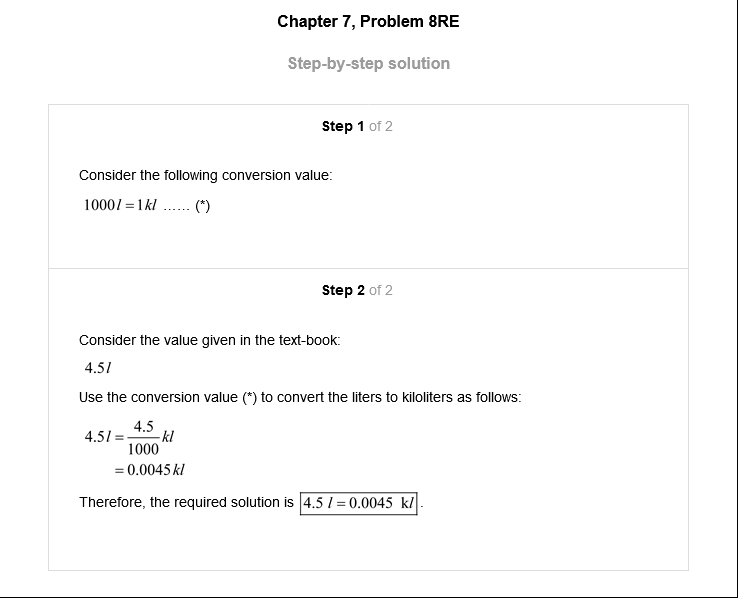 Chapter 7, Problem 8RE
Step-by-step solution
Step 1 of 2
Consider the following conversion value:
1000l = 1kl ...... (*)
Step 2 of 2
Consider the value given in the text-book:
4.5l
Use the conversion value (*) to convert the liters to kiloliters as follows:
4.5l = 4.5/1000 kl
= 0.0045kl
Therefore, the required solution is 4.5 l = 0.0045 kl.